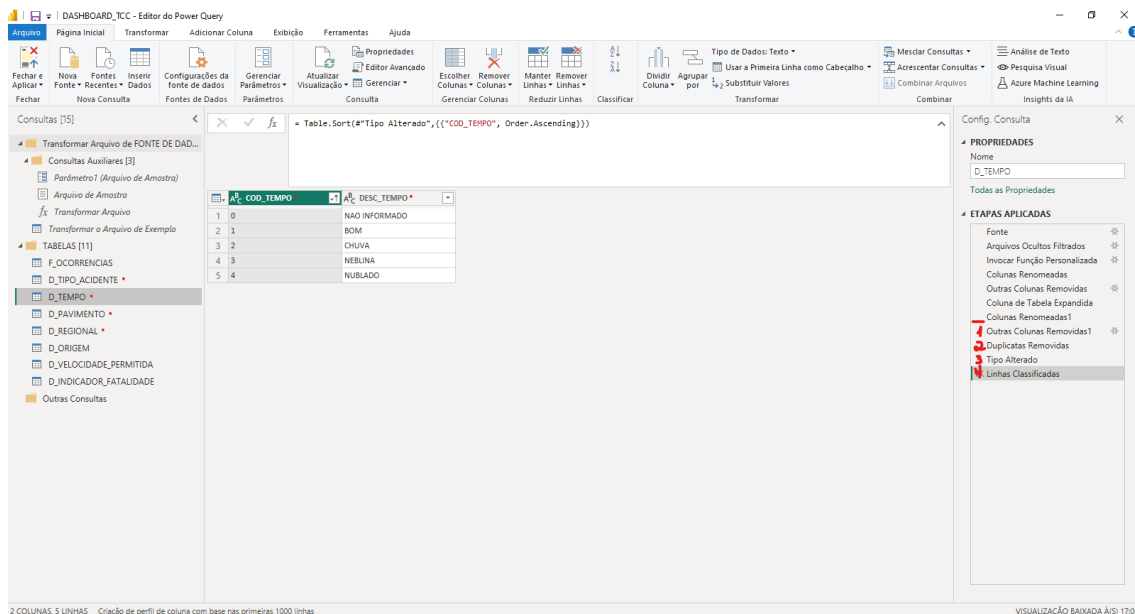 DASHBOARD_TCC - Editor do Power Query
Arquivo Página Inicial Transformar Adicionar Coluna Exibição Ferramentas Ajuda
Fechar e Aplicar
Nova Fonte
Fontes Recentes
Inserir Dados
Configurações da fonte de dados
Gerenciar Parâmetros
Atualizar Visualização
Propriedades
Editor Avançado
Gerenciar
Escolher Colunas
Remover Colunas
Manter Linhas
Remover Linhas
Dividir Coluna
Agrupar por
Tipo de Dados: Texto
Usar a Primeira Linha como Cabeçalho
Substituir Valores
Mesclar Consultas
Acrescentar Consultas
Combinar Arquivos
Análise de Texto
Pesquisa Visual
Azure Machine Learning
Fechar Nova Consulta Fontes de Dados Parâmetros Consulta Gerenciar Colunas Reduzir Linhas Classificar Transformar Combinar Insights da IA
Consultas [15]
Transformar Arquivo de FONTE DE DAD...
Consultas Auxiliares [3]
Parâmetro1 (Arquivo de Amostra)
Arquivo de Amostra
fx Transformar Arquivo
Transformar o Arquivo de Exemplo
TABELAS [11]
F_OCORRENCIAS
D_TIPO_ACIDENTE *
D_TEMPO *
D_PAVIMENTO *
D_REGIONAL *
D_ORIGEM
D_VELOCIDADE_PERMITIDA
D_INDICADOR_FATALIDADE
Outras Consultas
fx = Table.Sort(#"Tipo Alterado",{{"COD_TEMPO", Order.Ascending}})
ABC COD_TEMPO * ABC DESC_TEMPO *
1 0 NAO INFORMADO
2 1 BOM
3 2 CHUVA
4 3 NEBLINA
5 4 NUBLADO
Config. Consulta
PROPRIEDADES
Nome
D_TEMPO
Todas as Propriedades
ETAPAS APLICADAS
Fonte
Arquivos Ocultos Filtrados
Invocar Função Personalizada
Colunas Renomeadas
Outras Colunas Removidas
Coluna de Tabela Expandida
Colunas Renomeadas1
1 Outras Colunas Removidas1
2 Duplicatas Removidas
3 Tipo Alterado
4 Linhas Classificadas
2 COLUNAS, 5 LINHAS Criação de perfil de coluna com base nas primeiras 1000 linhas
VISUALIZAÇÃO BAIXADA À(S) 17:0